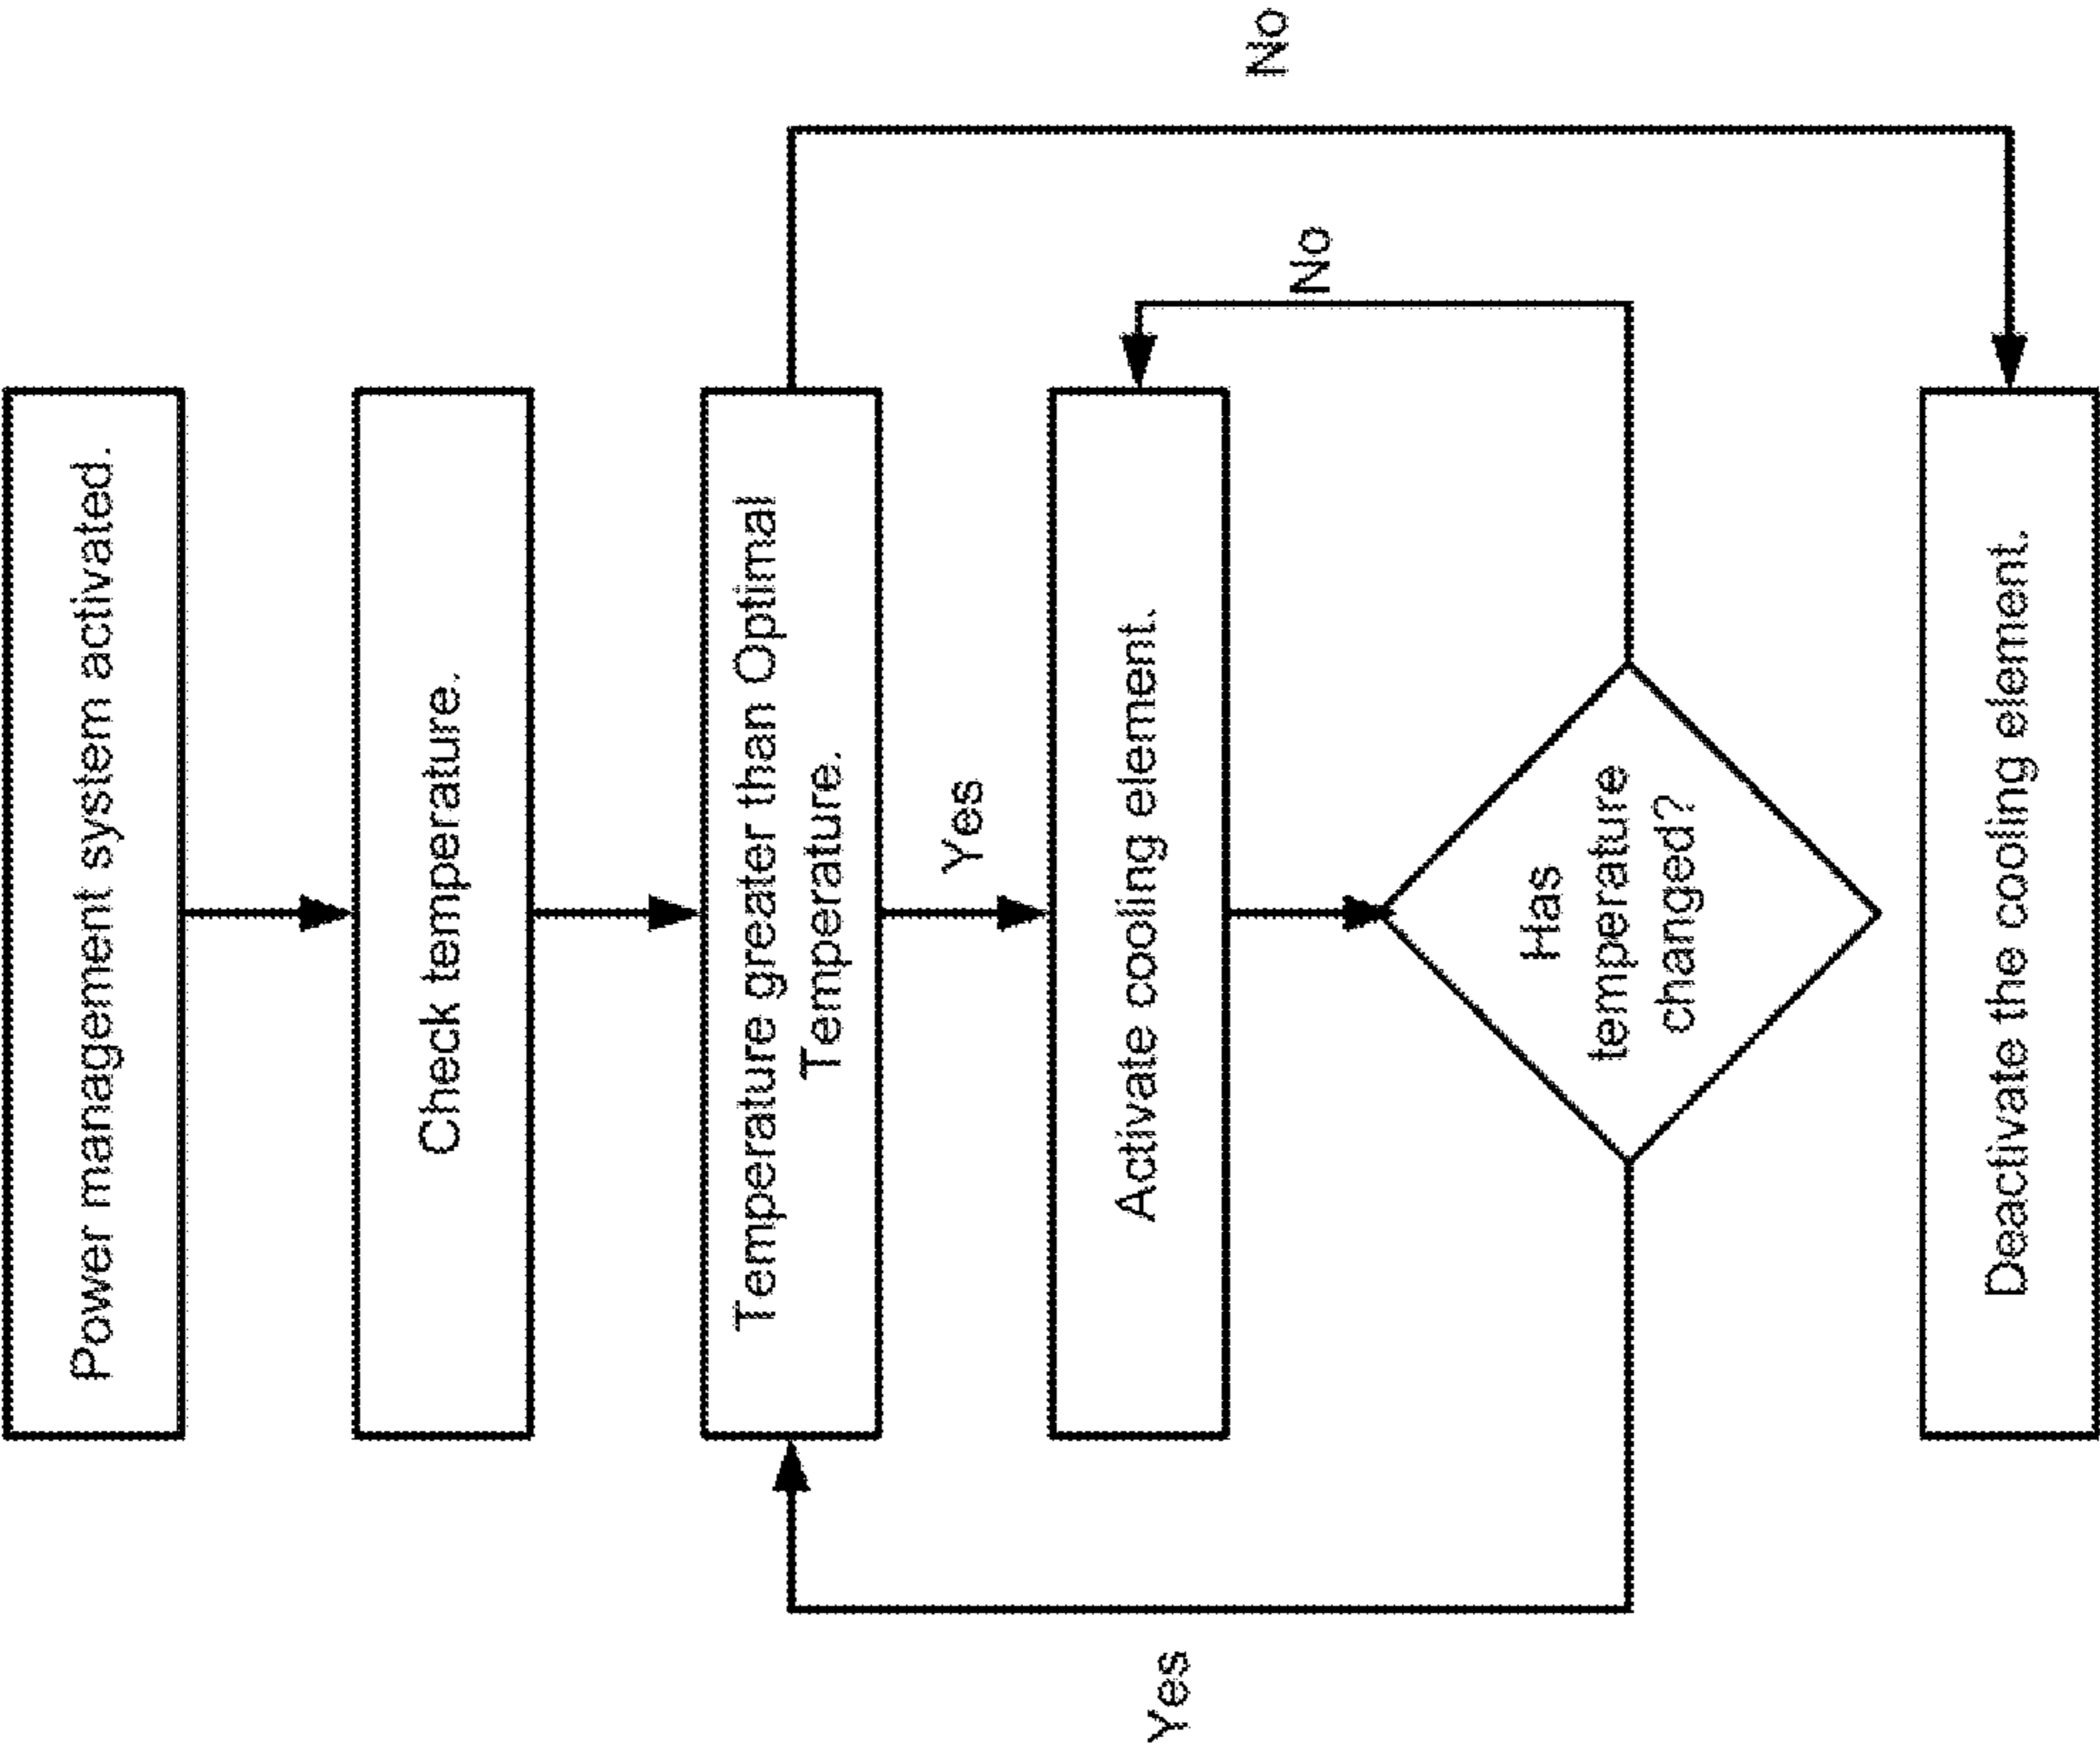 Power management system activated.
Check temperature.
Temperature greater than Optimal
Temperature.
Yes
Activate cooling element.
Has
temperature
changed?
Yes
No
No
Deactivate the cooling element.